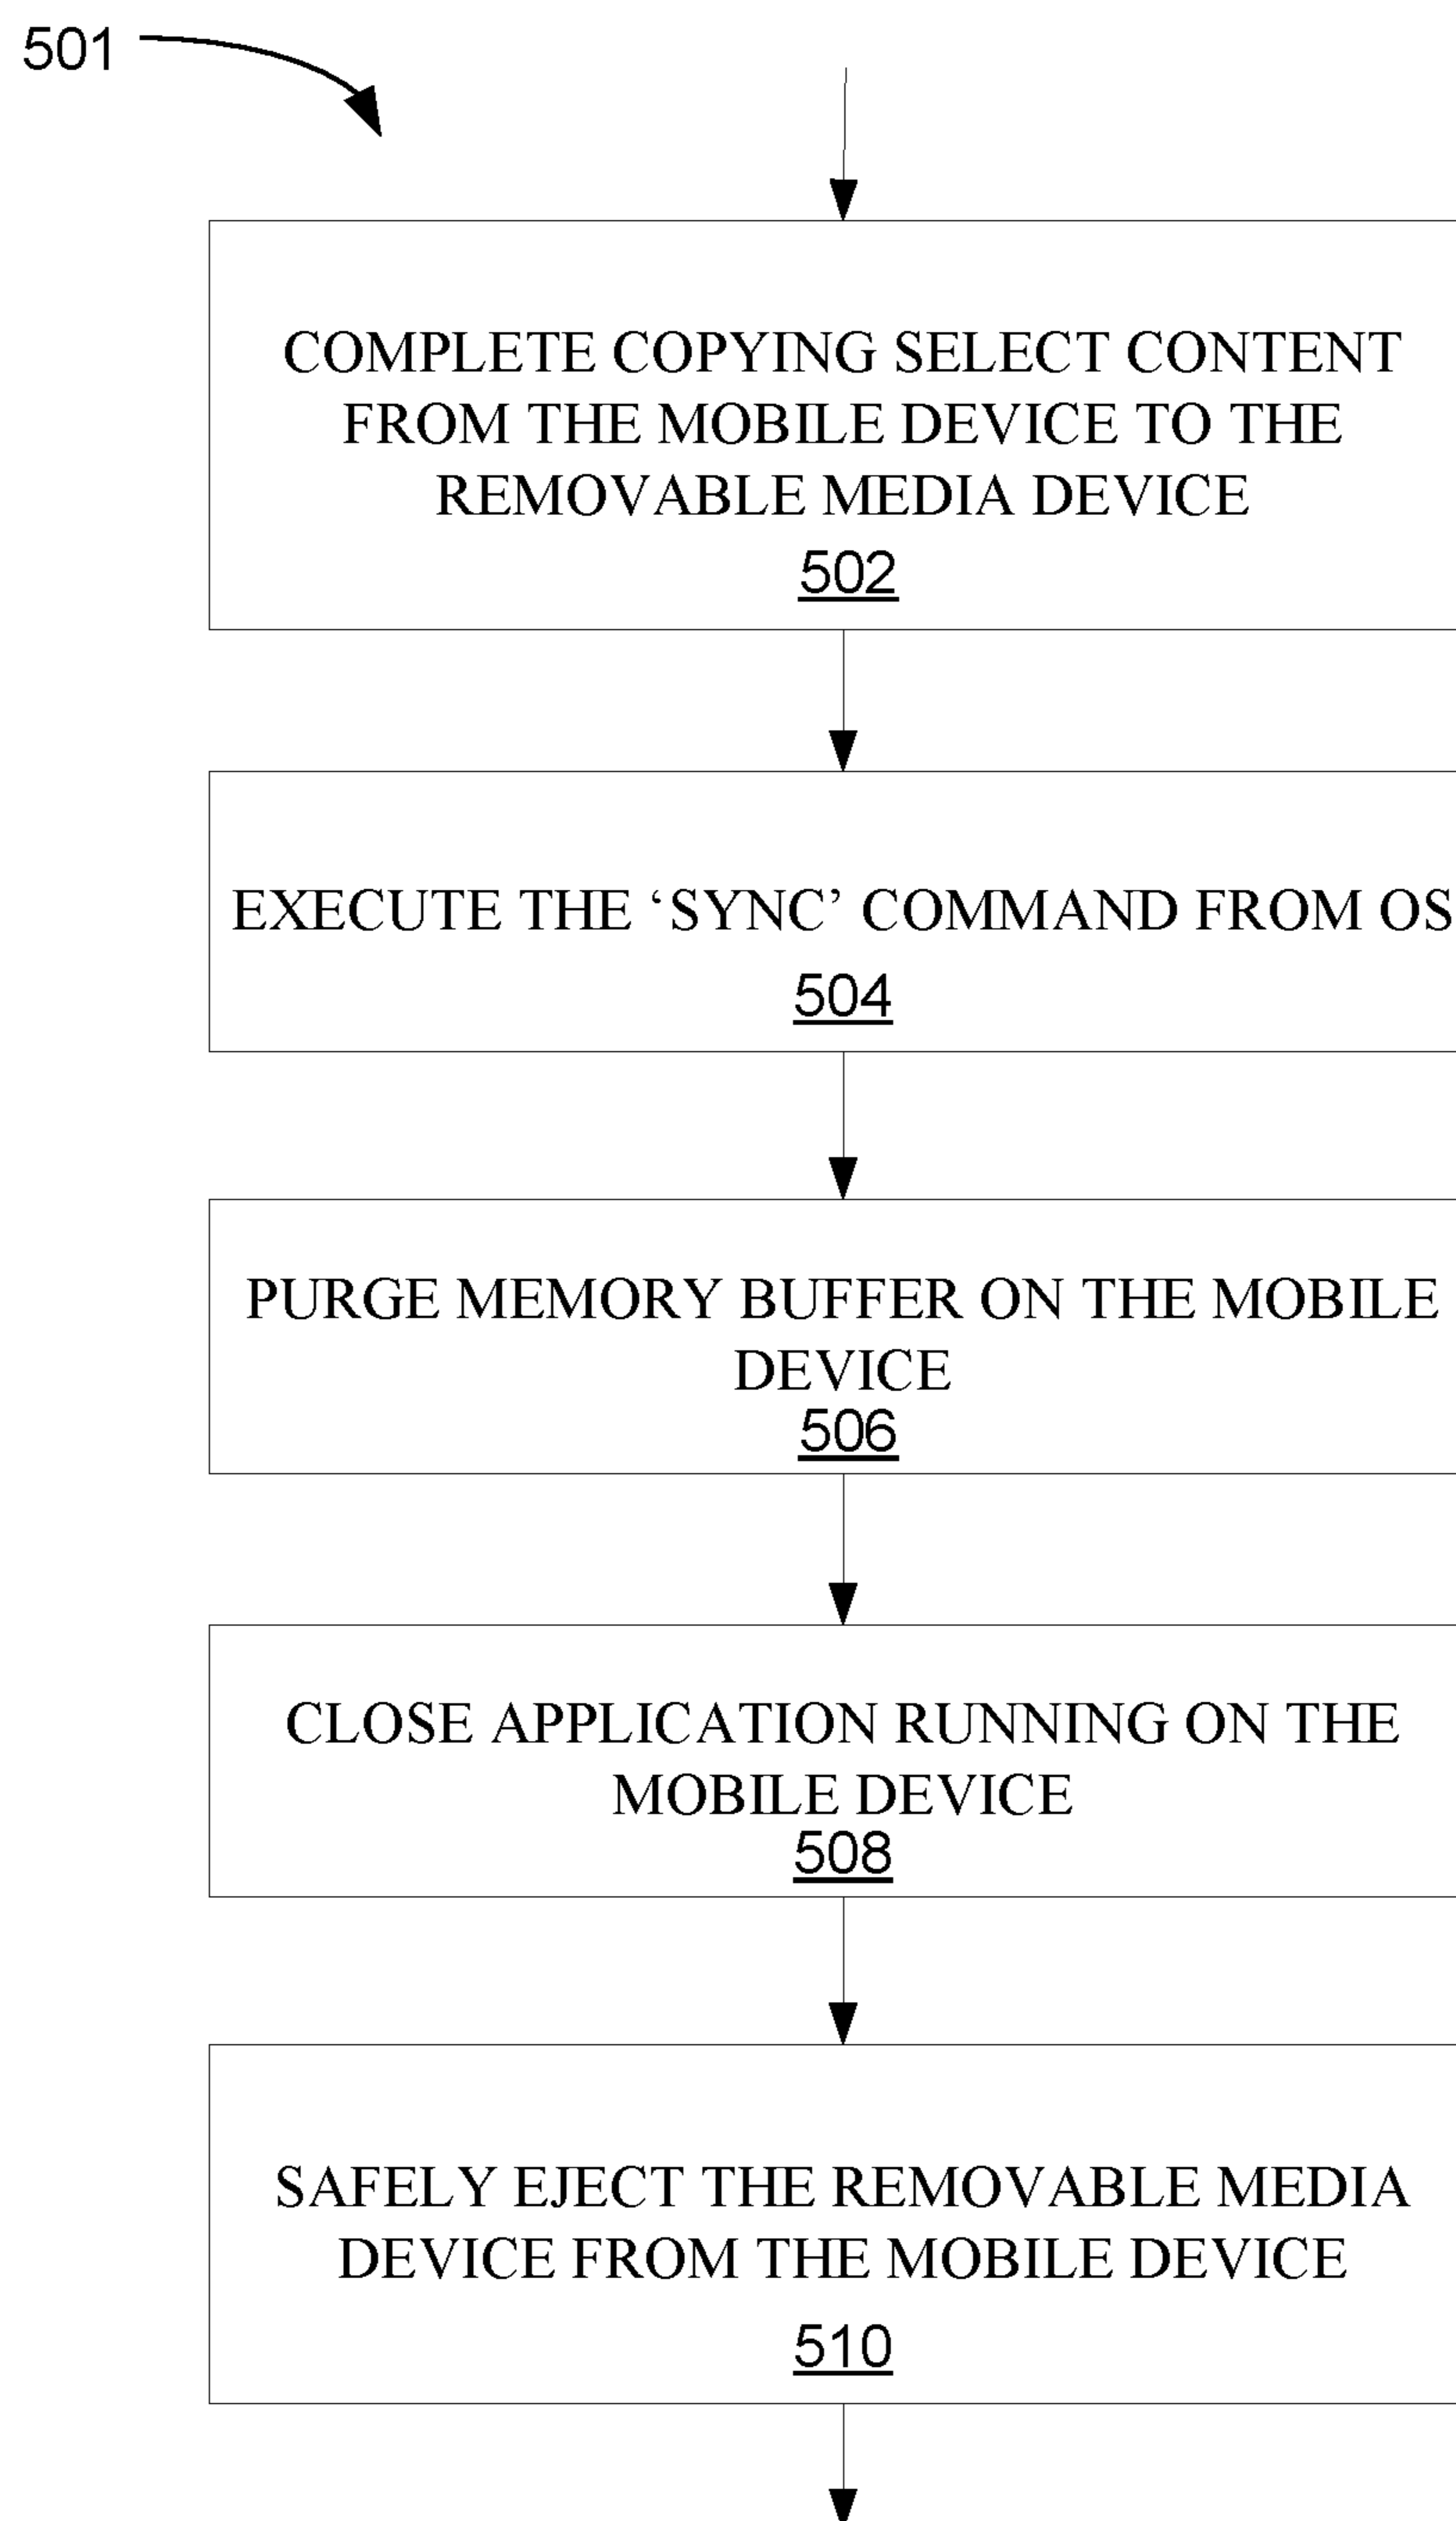 501
COMPLETE COPYING SELECT CONTENT
FROM THE MOBILE DEVICE TO THE
REMOVABLE MEDIA DEVICE
502
EXECUTE THE ‘SYNC’ COMMAND FROM OS
504
PURGE MEMORY BUFFER ON THE MOBILE
DEVICE
506
CLOSE APPLICATION RUNNING ON THE
MOBILE DEVICE
508
SAFELY EJECT THE REMOVABLE MEDIA
DEVICE FROM THE MOBILE DEVICE
510